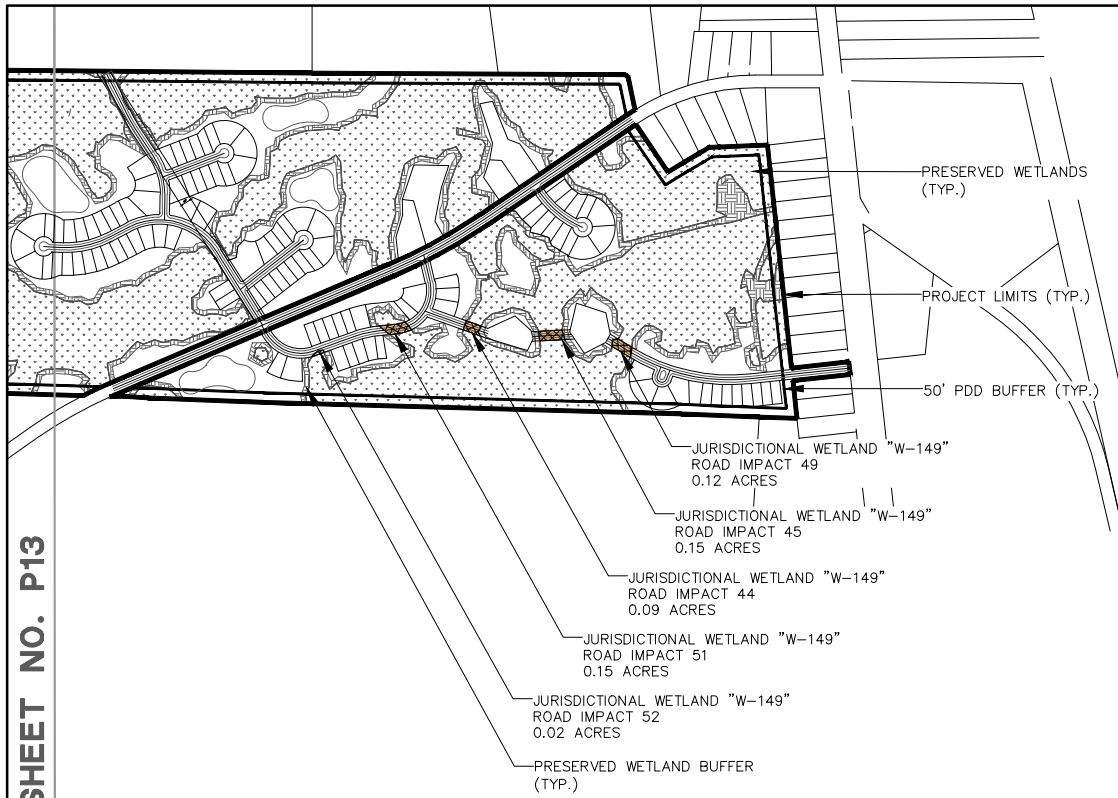 PRESERVED WETLANDS
(TYP.)
PROJECT LIMITS (TYP.)
50' PDD BUFFER (TYP.)
JURISDICTIONAL WETLAND "W-149"
ROAD IMPACT 49
0.12 ACRES
JURISDICTIONAL WETLAND "W-149"
ROAD IMPACT 45
0.15 ACRES
JURISDICTIONAL WETLAND "W-149"
ROAD IMPACT 44
0.09 ACRES
JURISDICTIONAL WETLAND "W-149"
ROAD IMPACT 51
0.15 ACRES
JURISDICTIONAL WETLAND "W-149"
ROAD IMPACT 52
0.02 ACRES
PRESERVED WETLAND BUFFER
(TYP.)
SHEET NO. P13